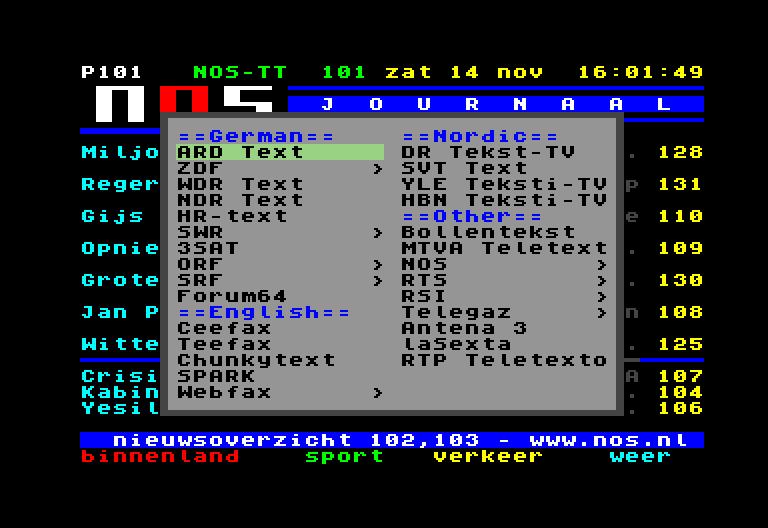 P101 NOS-TT 101 zat 14 nov 16:01:49
nos JOURNAAL
==German== ==Nordic==
Miljo ARD Text DR Tekst-TV . 128
ZDF > SVT Text
Reger WDR Text YLE Teksti-TV p 131
NDR Text HBN Teksti-TV
Gijs HR-text ==Other== e 110
SWR > Bollentekst
Opnie 3SAT MTVA Teletext . 109
ORF > NOS >
Grote SRF > RTS > . 130
Forum64 RSI >
Jan P ==English== Telegaz > n 108
Ceefax Antena 3
Witte Teefax laSexta . 125
Chunkytext RTP Teletexto
Crisi SPARK A 107
Kabin Webfax > . 104
Yesil . 106
nieuwsoverzicht 102,103 - www.nos.nl
binnenland sport verkeer weer